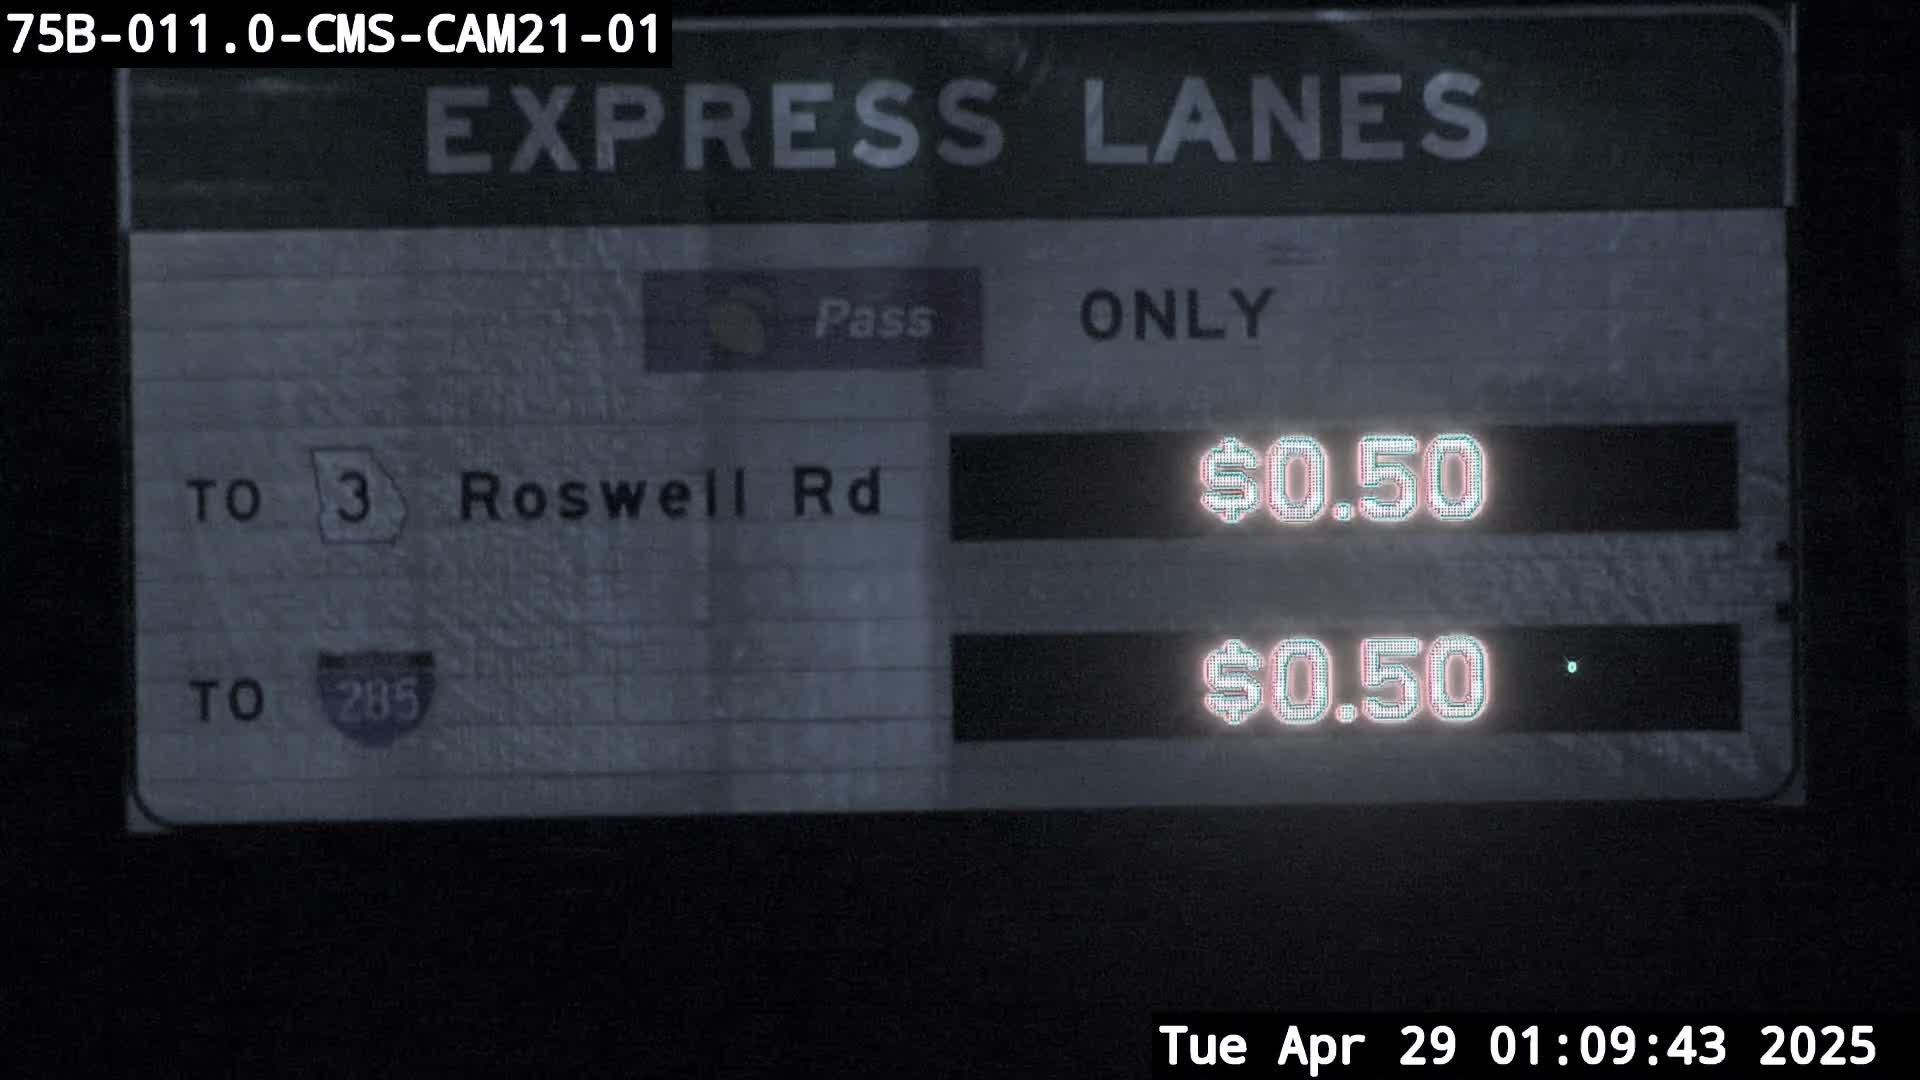 75B-011.0-CMS-CAM21-01
EXPRESS LANES
Pass ONLY
TO 3 Roswell Rd $0.50
TO 285 $0.50
Tue Apr 29 01:09:43 2025